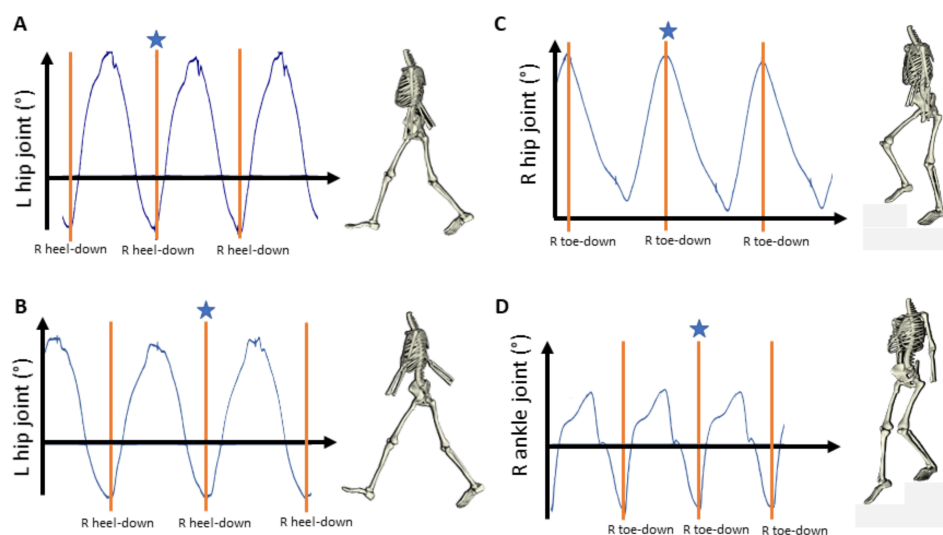 A
L hip joint (°)
R heel-down
R heel-down
R heel-down
B
L hip joint (°)
R heel-down
R heel-down
R heel-down
C
R hip joint (°)
R toe-down
R toe-down
R toe-down
D
R ankle joint (°)
R toe-down
R toe-down
R toe-down